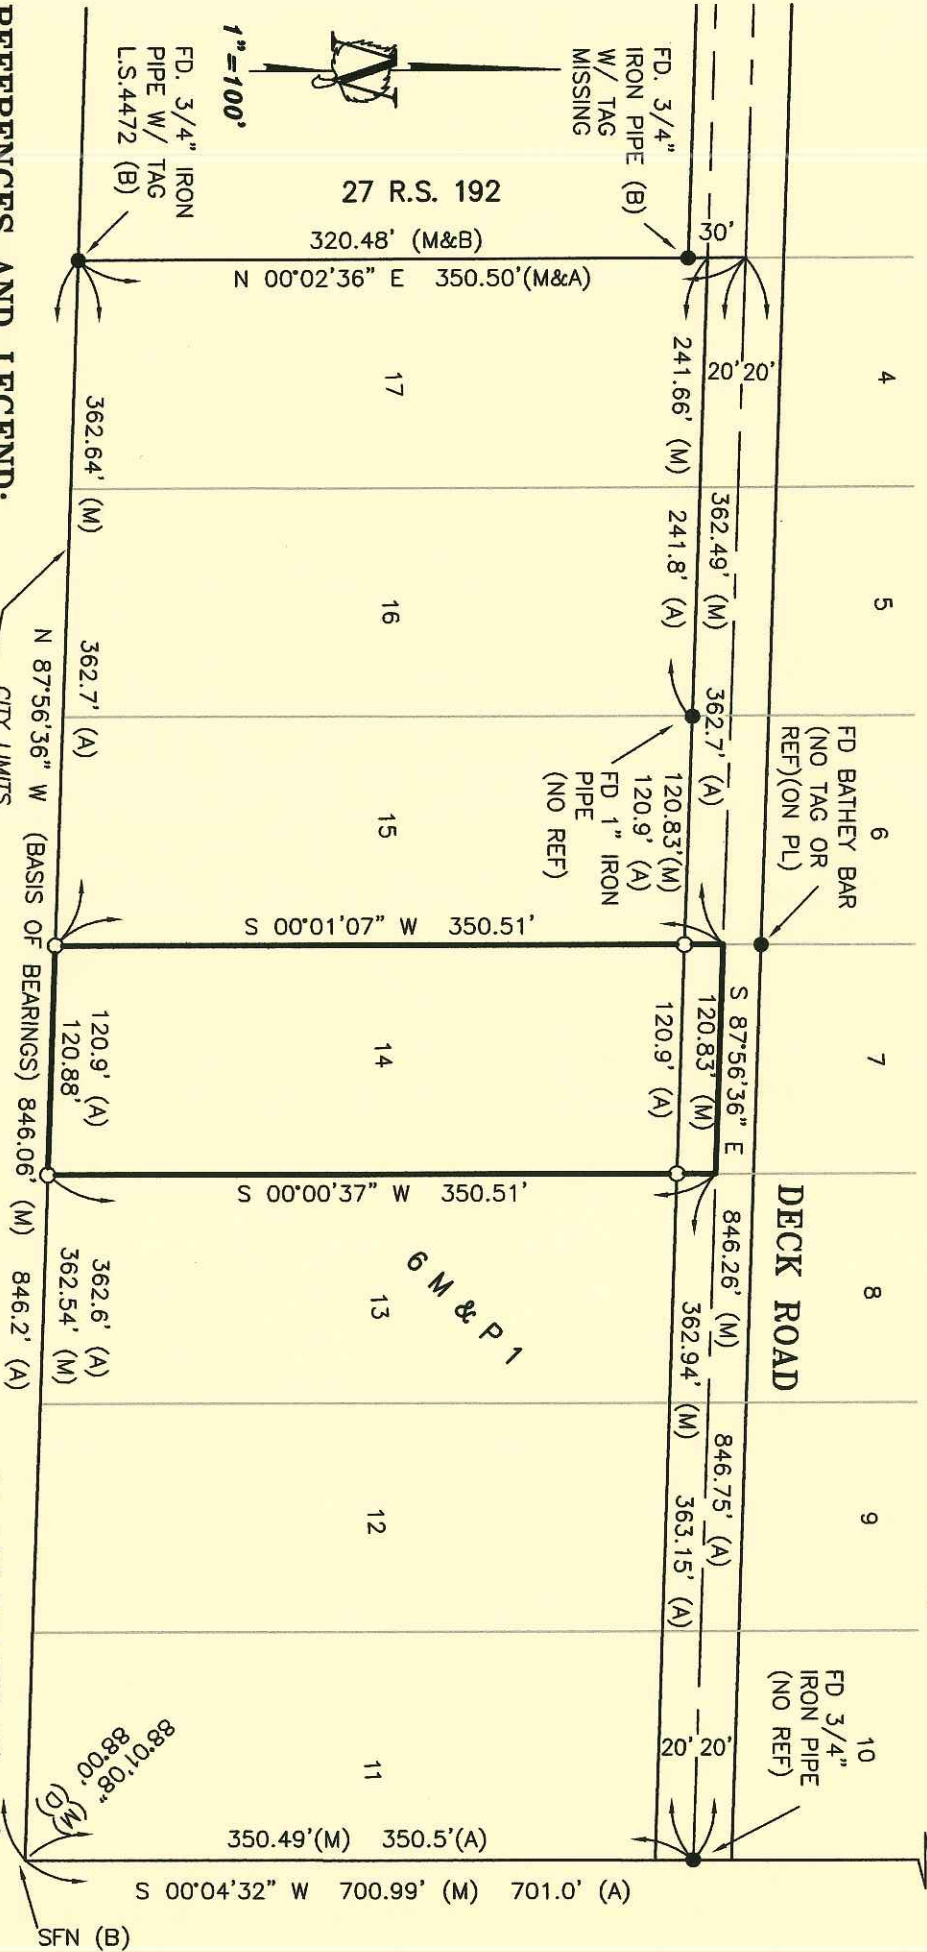 FD. 3/4"
IRON PIPE (B)
W/ TAG
MISSING
1"=100'
FD. 3/4" IRON
PIPE W/ TAG
L.S.4472 (B)
27 R.S. 192
320.48' (M&B)
N 00°02'36" E 350.50'(M&A)
30'
20' 20'
4
5
6
7
8
9
10
17
16
15
14
13
12
11
241.66' (M) 241.8' (A)
362.49' (M) 362.7' (A)
FD BATHEY BAR
(NO TAG OR
REF)(ON PL)
120.83'(M)
120.9' (A)
FD 1" IRON
PIPE
(NO REF)
S 00°01'07" W 350.51'
S 87°56'36" E
120.83' (M)
120.9' (A)
DECK ROAD
846.26' (M) 846.75' (A)
362.94' (M) 363.15' (A)
S 00°00'37" W 350.51'
6 M & P 1
FD 3/4"
IRON PIPE
(NO REF)
20' 20'
350.49'(M) 350.5'(A)
S 00°04'32" W 700.99' (M) 701.0' (A)
88°01'08" (M)
88°00' (D)
SFN (B)
362.64' (M) 362.7' (A)
120.9' (A)
120.88'
362.6' (A)
362.54' (M)
N 87°56'36" W (BASIS OF BEARINGS) 846.06' (M) 846.2' (A)
CITY LIMITS
REFERENCES AND LEGEND: